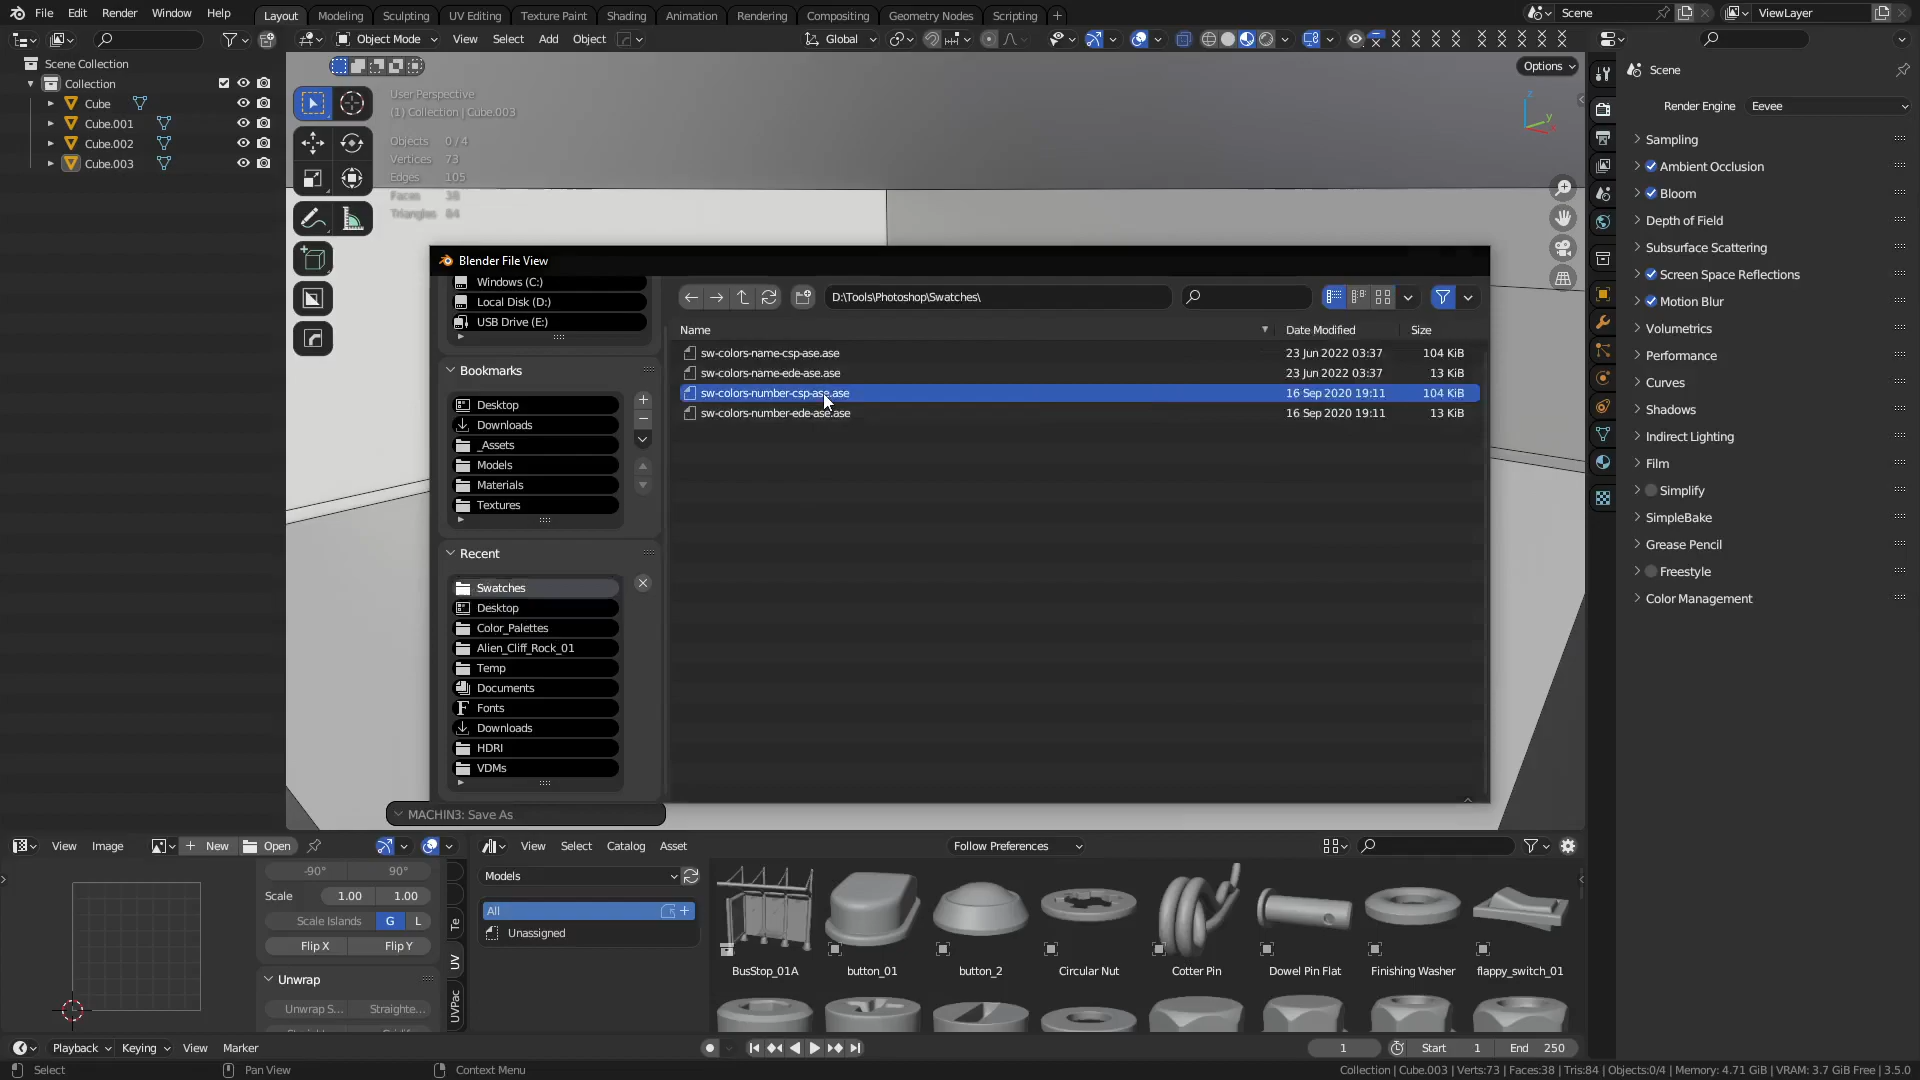 File Edit Render Window Help Layout Modeling Sculpting UV Editing Texture Paint Shading Animation Rendering Compositing Geometry Nodes Scripting + Scene ViewLayer
Object Mode View Select Add Object Global
Scene Collection
Collection
Cube
Cube.001
Cube.002
Cube.003
Options
User Perspective
(1) Collection | Cube.003
Objects 0 / 4
Vertices 73
Edges 105
Faces 38
Triangles 84
Z
Y
Scene
Render Engine Eevee
Sampling
Ambient Occlusion
Bloom
Depth of Field
Subsurface Scattering
Screen Space Reflections
Motion Blur
Volumetrics
Performance
Curves
Shadows
Indirect Lighting
Film
Simplify
SimpleBake
Grease Pencil
Freestyle
Color Management
Blender File View
Windows (C:)
Local Disk (D:)
USB Drive (E:)
D:\Tools\Photoshop\Swatches\
Name Date Modified Size
sw-colors-name-csp-ase.ase 23 Jun 2022 03:37 104 KiB
sw-colors-name-ede-ase.ase 23 Jun 2022 03:37 13 KiB
sw-colors-number-csp-ase.ase 16 Sep 2020 19:11 104 KiB
sw-colors-number-ede-ase.ase 16 Sep 2020 19:11 13 KiB
Bookmarks
Desktop
Downloads
_Assets
Models
Materials
Textures
Recent
Swatches
Desktop
Color_Palettes
Alien_Cliff_Rock_01
Temp
Documents
Fonts
Downloads
HDRI
VDMs
MACHIN3: Save As
View Image + New Open
-90° 90°
Scale 1.00 1.00
Scale Islands G L
Flip X Flip Y
Unwrap
Unwrap S... Straighte...
Te
UV
UVPac
View Select Catalog Asset Follow Preferences
Models
All
Unassigned
BusStop_01A button_01 button_2 Circular Nut Cotter Pin Dowel Pin Flat Finishing Washer flappy_switch_01
Playback Keying View Marker 1 Start 1 End 250
Select Pan View Context Menu
Collection | Cube.003 | Verts:73 | Faces:38 | Tris:84 | Objects:0/4 | Memory: 4.71 GiB | VRAM: 3.7 GiB Free | 3.5.0